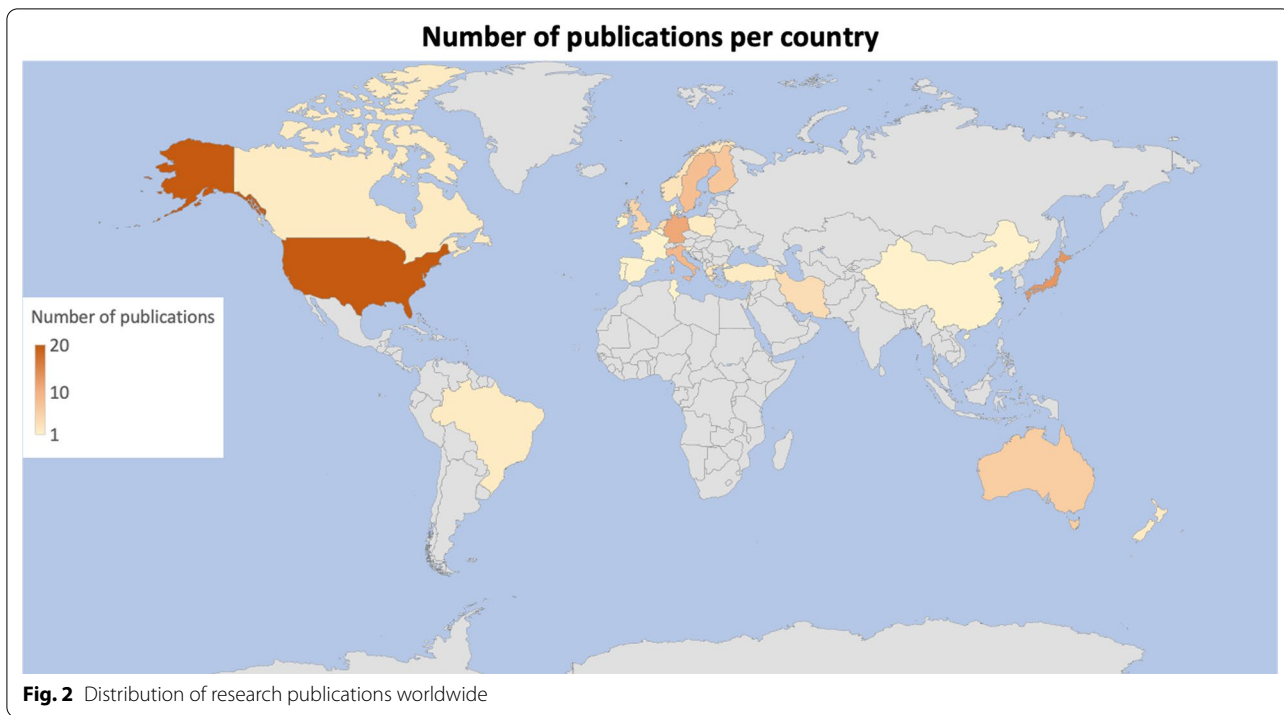 Number of publications per country
Number of publications
20
10
1
Fig. 2 Distribution of research publications worldwide